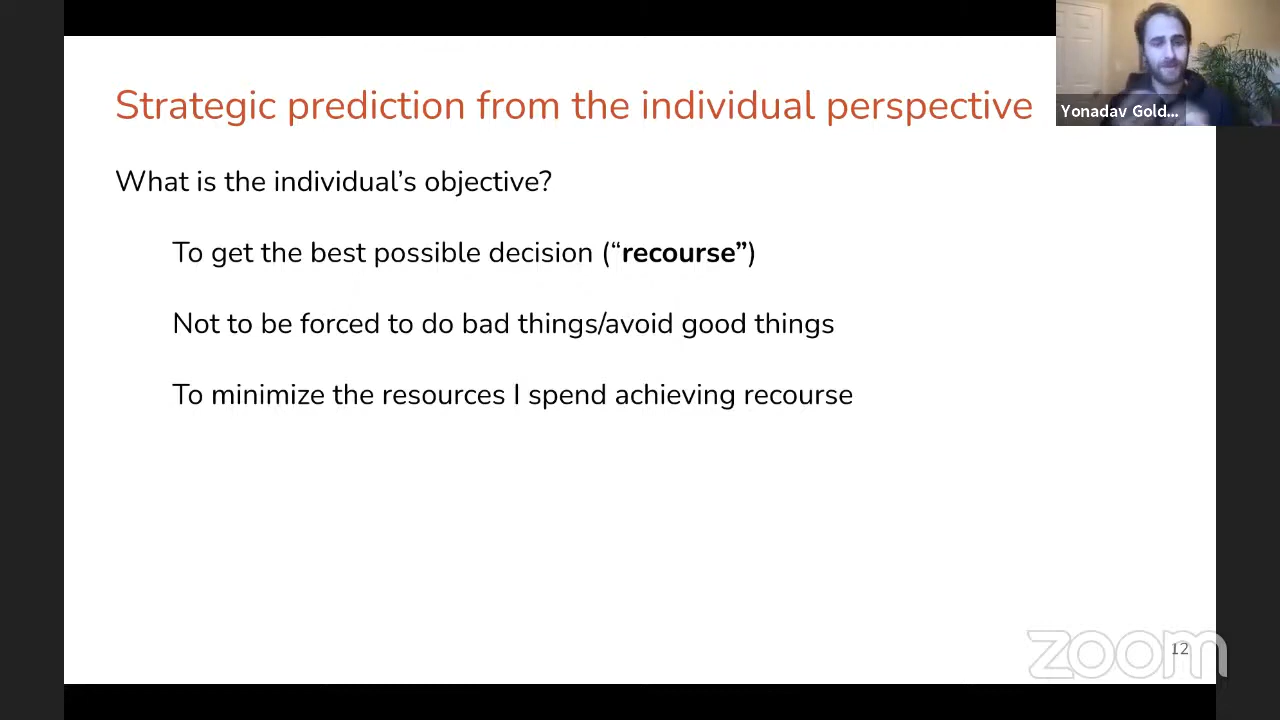 Strategic prediction from the individual perspective
Yonadav Gold...
What is the individual’s objective?
To get the best possible decision (“recourse”)
Not to be forced to do bad things/avoid good things
To minimize the resources I spend achieving recourse
zoom
12